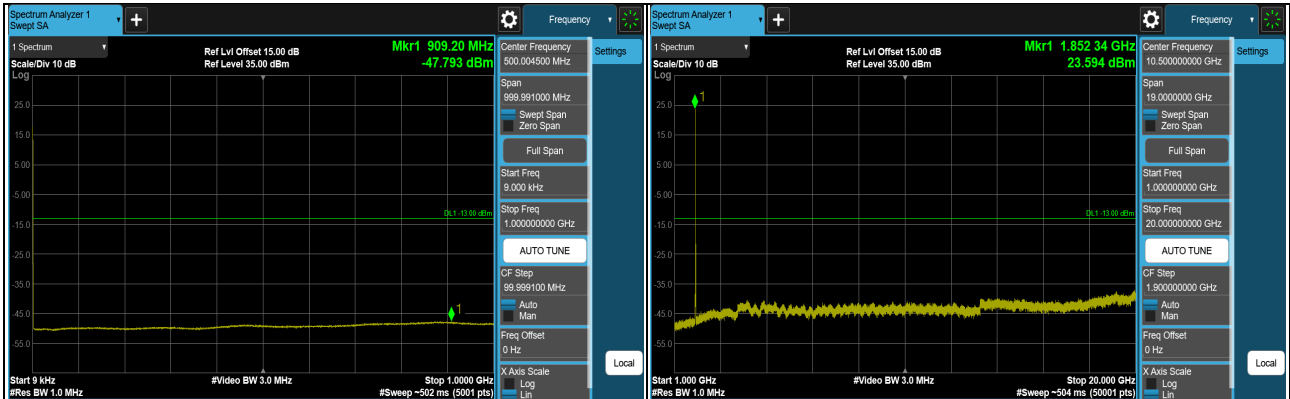 Spectrum Analyzer 1
Swept SA
+
Frequency
1 Spectrum
Scale/Div 10 dB
Log
Ref Lvl Offset 15.00 dB
Ref Level 35.00 dBm
Mkr1 909.20 MHz
-47.793 dBm
25.0
15.0
5.00
-5.00
-15.0
-25.0
-35.0
-45.0
-55.0
DL1 -13.00 dBm
1
Start 9 kHz
#Res BW 1.0 MHz
#Video BW 3.0 MHz
Stop 1.0000 GHz
#Sweep ~502 ms (5001 pts)
Center Frequency
500.004500 MHz
Span
999.991000 MHz
Swept Span
Zero Span
Full Span
Start Freq
9.000 kHz
Stop Freq
1.000000000 GHz
AUTO TUNE
CF Step
99.999100 MHz
Auto
Man
Freq Offset
0 Hz
X Axis Scale
Log
Lin
Settings
Local
Spectrum Analyzer 1
Swept SA
+
Frequency
1 Spectrum
Scale/Div 10 dB
Log
Ref Lvl Offset 15.00 dB
Ref Level 35.00 dBm
Mkr1 1.852 34 GHz
23.594 dBm
1
25.0
15.0
5.00
-5.00
-15.0
-25.0
-35.0
-45.0
-55.0
DL1 -13.00 dBm
Start 1.000 GHz
#Res BW 1.0 MHz
#Video BW 3.0 MHz
Stop 20.000 GHz
#Sweep ~504 ms (50001 pts)
Center Frequency
10.500000000 GHz
Span
19.0000000 GHz
Swept Span
Zero Span
Full Span
Start Freq
1.000000000 GHz
Stop Freq
20.000000000 GHz
AUTO TUNE
CF Step
1.900000000 GHz
Auto
Man
Freq Offset
0 Hz
X Axis Scale
Log
Lin
Settings
Local